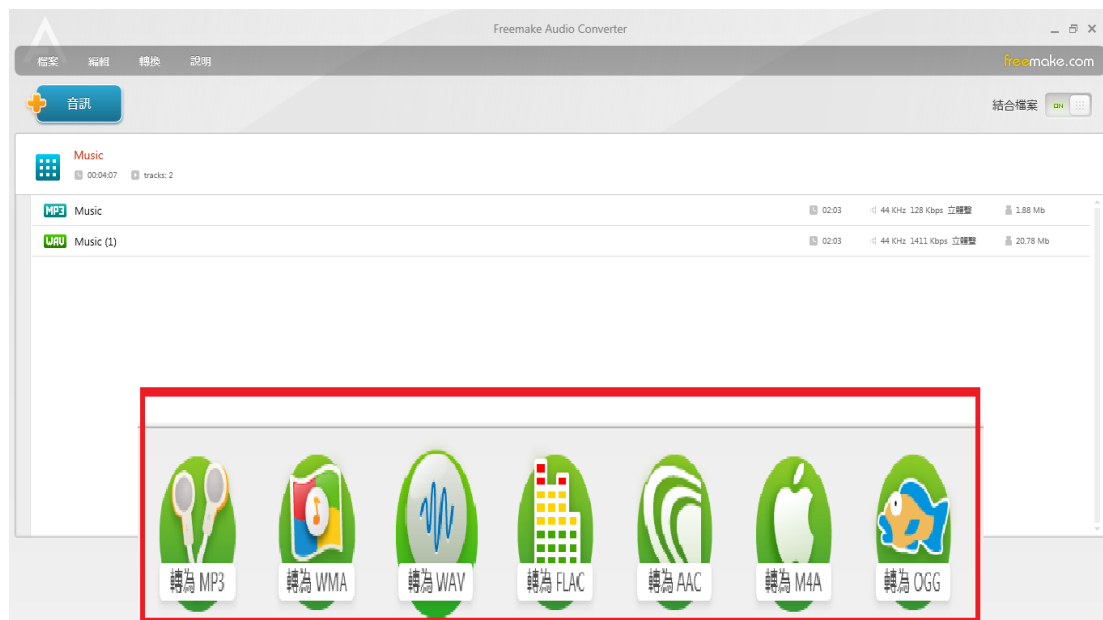 Freemake Audio Converter
檔案 編輯 轉換 說明 freemake.com
音訊 結合檔案 ON
Music
00:04:07 tracks: 2
MP3 Music 02:03 44 KHz 128 Kbps 立體聲 1.88 Mb
WAV Music (1) 02:03 44 KHz 1411 Kbps 立體聲 20.78 Mb
轉為 MP3 轉為 WMA 轉為 WAV 轉為 FLAC 轉為 AAC 轉為 M4A 轉為 OGG